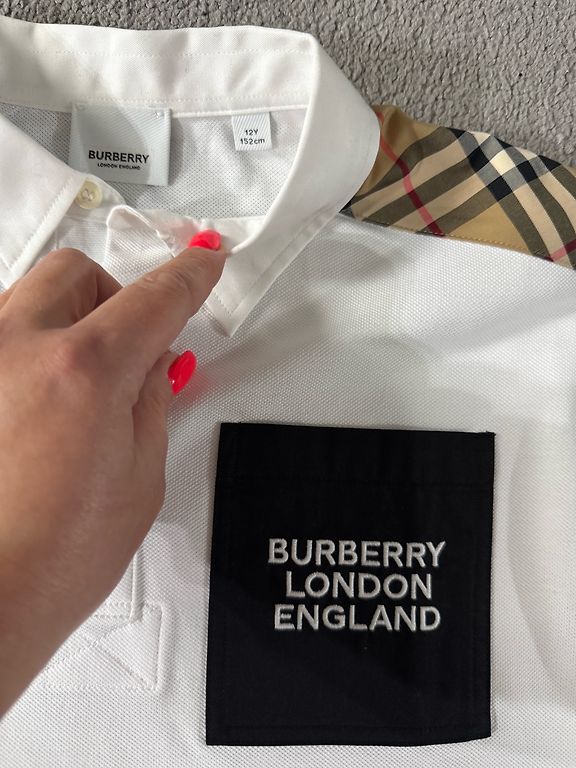 BURBERRY
LONDON ENGLAND
12Y
152cm
BURBERRY
LONDON
ENGLAND